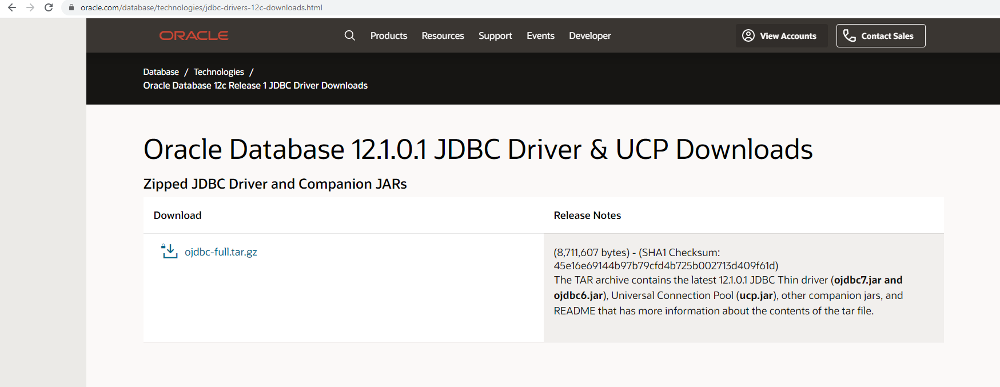 oracle.com/database/technologies/jdbc-drivers-12c-downloads.html
ORACLE
Products
Resources
Support
Events
Developer
View Accounts
Contact Sales
Database / Technologies /
Oracle Database 12c Release 1 JDBC Driver Downloads
Oracle Database 12.1.0.1 JDBC Driver & UCP Downloads
Zipped JDBC Driver and Companion JARs
Download
Release Notes
ojdbc-full.tar.gz
(8,711,607 bytes) - (SHA1 Checksum:
45e16e69144b97b79cfd4b725b002713d409f61d)
The TAR archive contains the latest 12.1.0.1 JDBC Thin driver (ojdbc7.jar and
ojdbc6.jar), Universal Connection Pool (ucp.jar), other companion jars, and
README that has more information about the contents of the tar file.